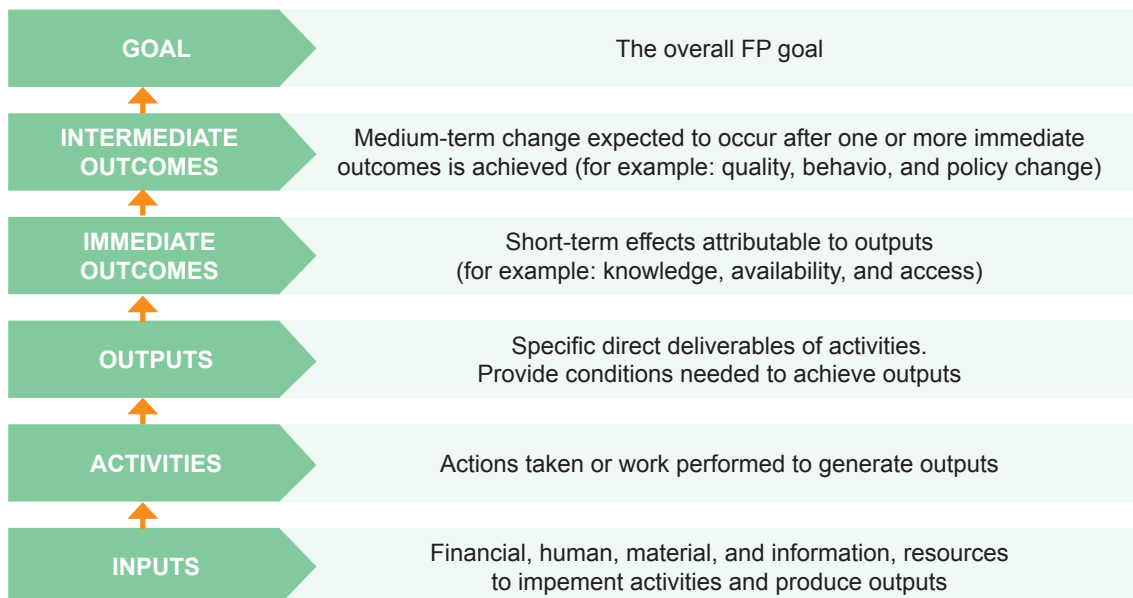 GOAL
The overall FP goal
INTERMEDIATE
OUTCOMES
Medium-term change expected to occur after one or more immediate
outcomes is achieved (for example: quality, behavio, and policy change)
IMMEDIATE
OUTCOMES
Short-term effects attributable to outputs
(for example: knowledge, availability, and access)
OUTPUTS
Specific direct deliverables of activities.
Provide conditions needed to achieve outputs
ACTIVITIES
Actions taken or work performed to generate outputs
INPUTS
Financial, human, material, and information, resources
to impement activities and produce outputs